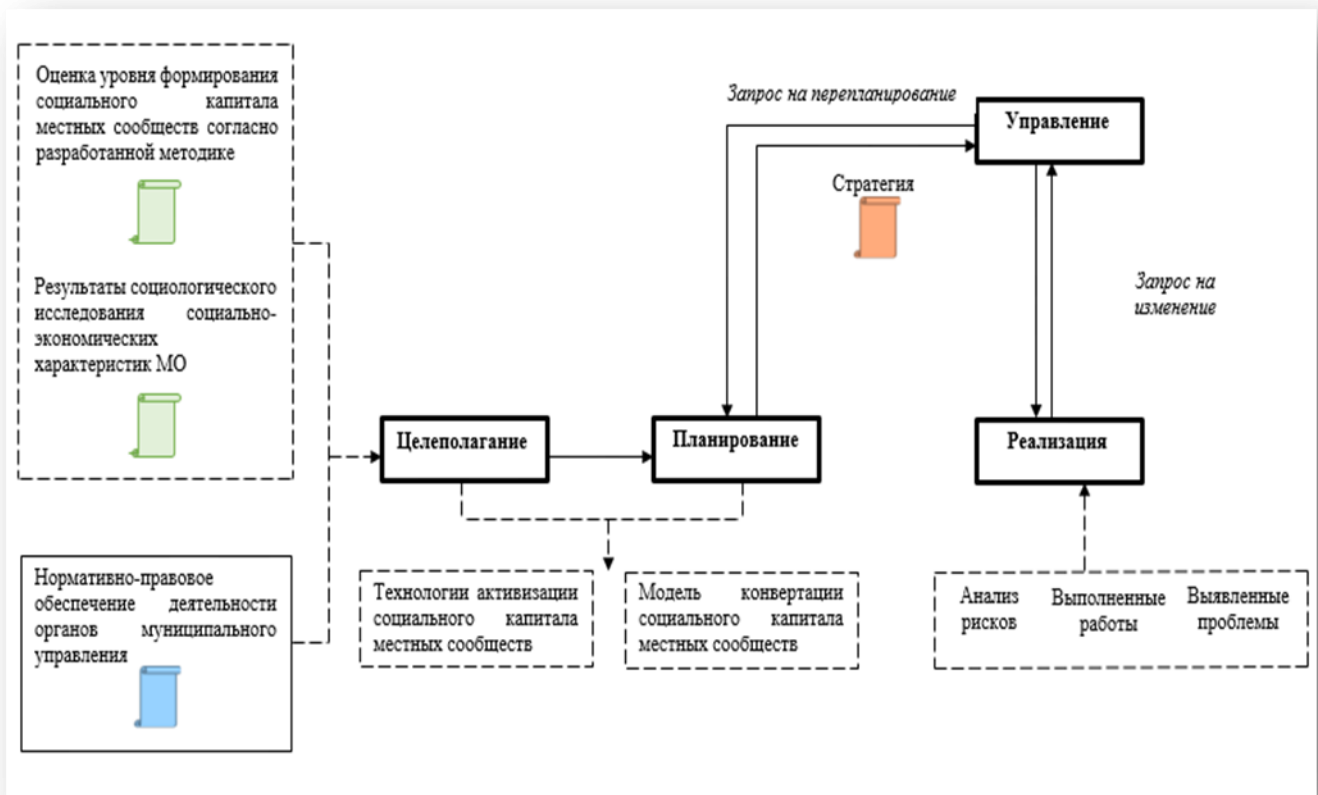 Оценка уровня формирования
социального капитала
местных сообществ согласно
разработанной методике
Результаты социологического
исследования социально-
экономических
характеристик МО
Нормативно-правовое
обеспечение деятельности
органов муниципального
управления
Целеполагание
Планирование
Технологии активизации
социального капитала
местных сообществ
Модель конвертации
социального капитала
местных сообществ
Запрос на перепланирование
Управление
Стратегия
Запрос на
изменение
Реализация
Анализ
рисков
Выполненные
работы
Выявленные
проблемы